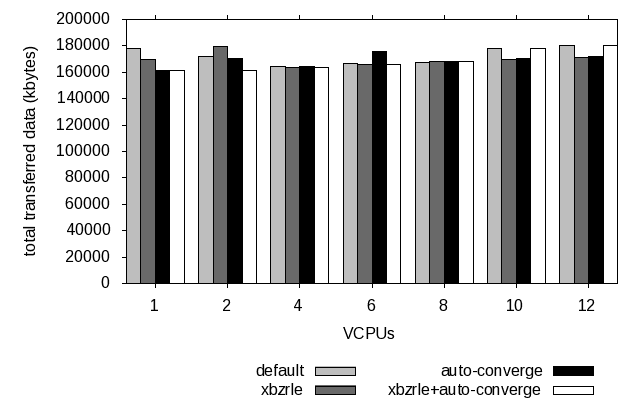 200000
180000
160000
140000
120000
100000
80000
60000
40000
20000
0
total transferred data (kbytes)
1 2 4 6 8 10 12
VCPUs
default auto-converge
xbzrle xbzrle+auto-converge